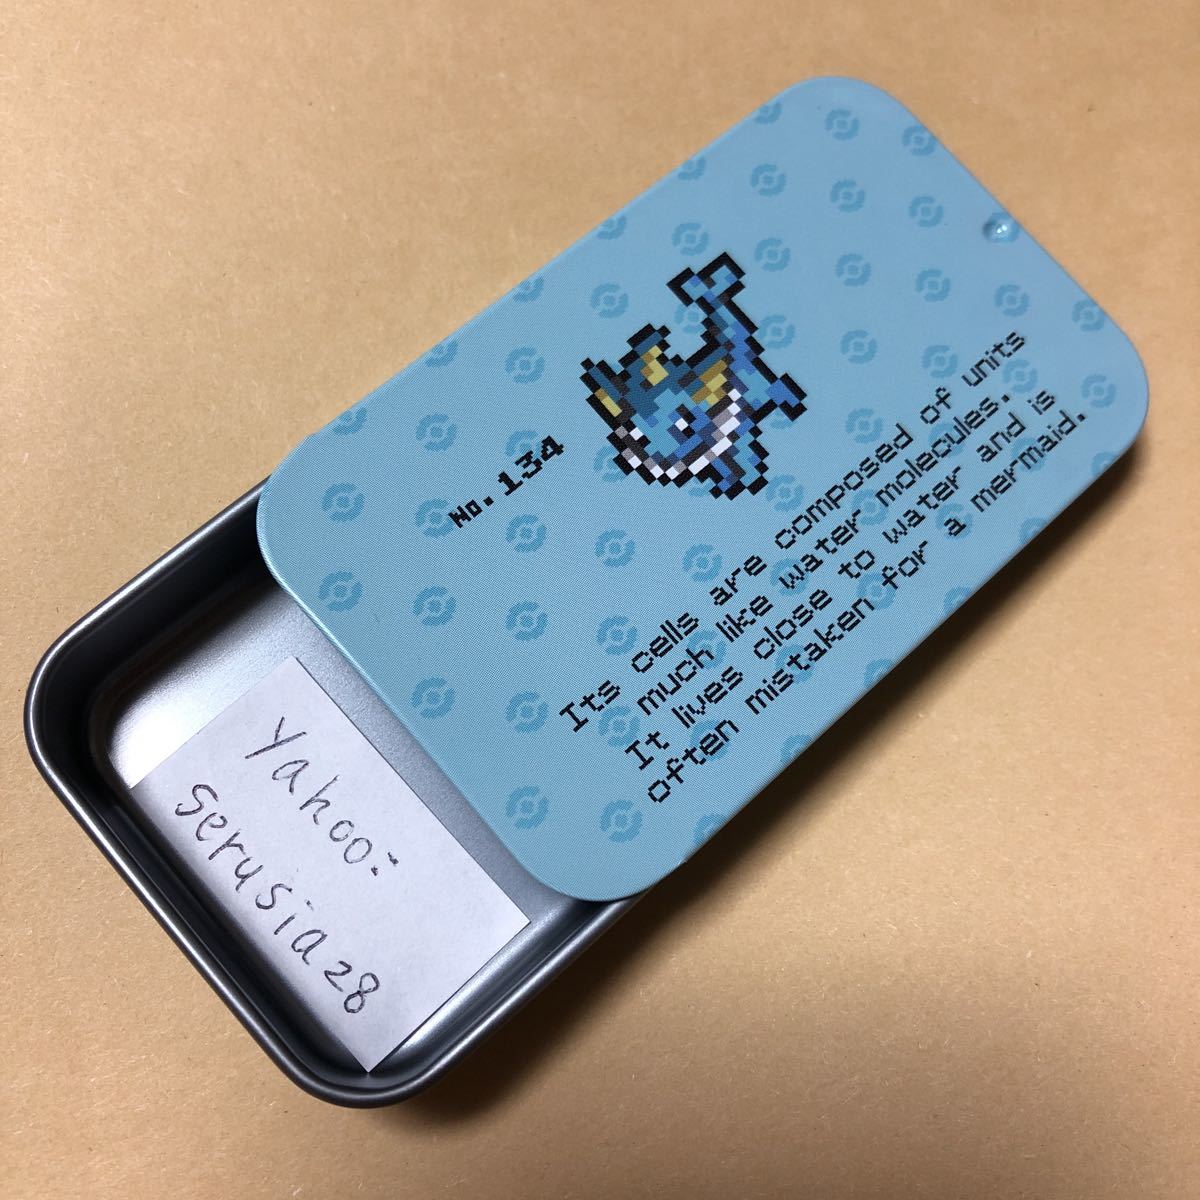 No.134
Its cells are composed of units
much like water molecules.
It lives close to water and is
often mistaken for a mermaid.
Yahoo:
serusia28